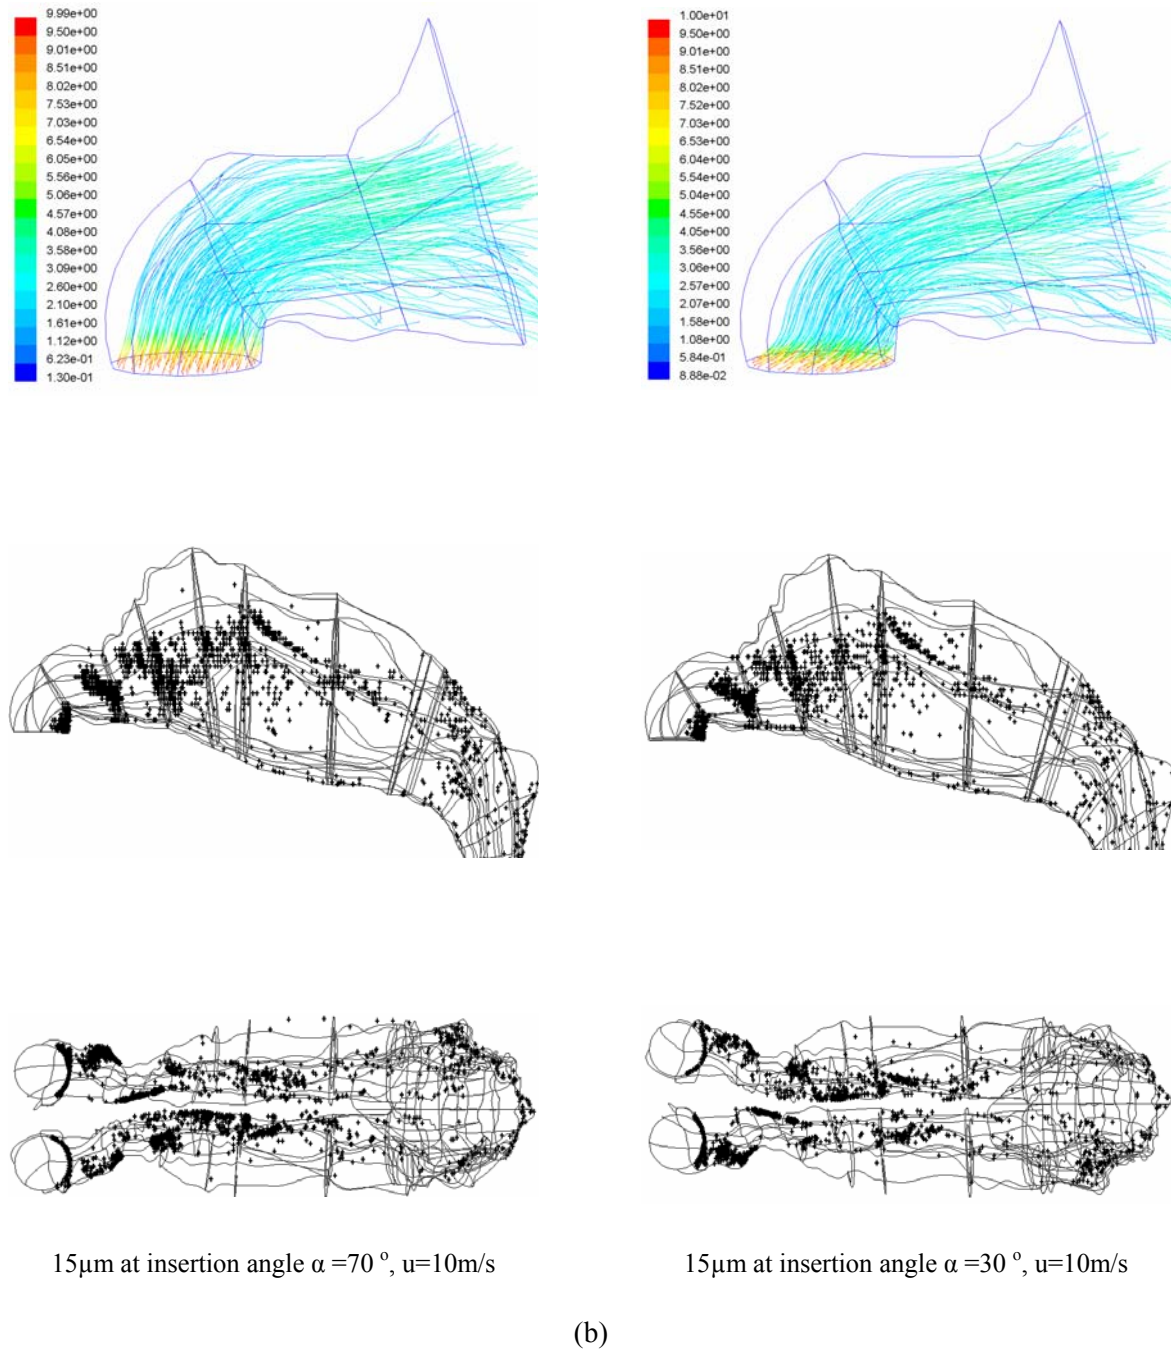 9.99e+00
9.50e+00
9.01e+00
8.51e+00
8.02e+00
7.53e+00
7.03e+00
6.54e+00
6.05e+00
5.56e+00
5.06e+00
4.57e+00
4.08e+00
3.58e+00
3.09e+00
2.60e+00
2.10e+00
1.61e+00
1.12e+00
6.23e-01
1.30e-01
1.00e+01
9.50e+00
9.01e+00
8.51e+00
8.02e+00
7.52e+00
7.03e+00
6.53e+00
6.04e+00
5.54e+00
5.04e+00
4.55e+00
4.05e+00
3.56e+00
3.06e+00
2.57e+00
2.07e+00
1.58e+00
1.08e+00
5.84e-01
8.88e-02
15µm at insertion angle α =70 °, u=10m/s
15µm at insertion angle α =30 °, u=10m/s
(b)